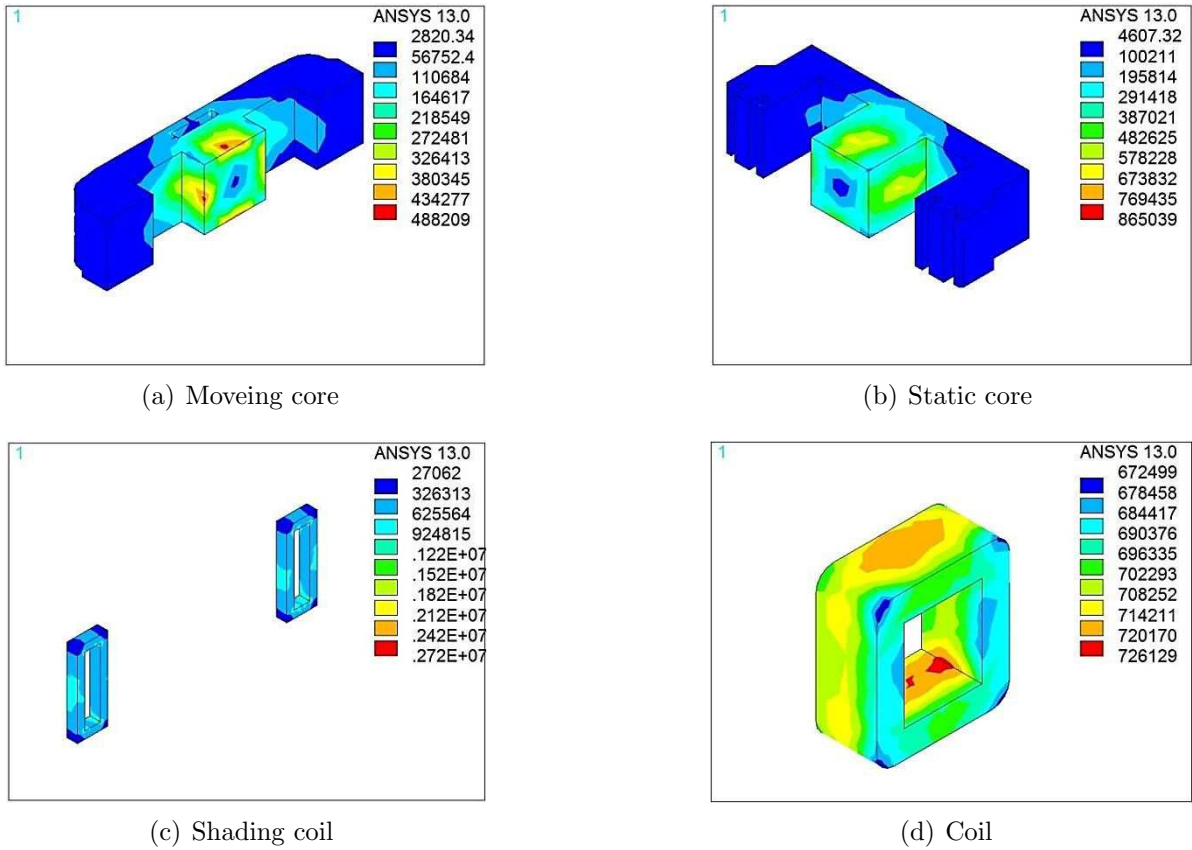 1
ANSYS 13.0
2820.34
56752.4
110684
164617
218549
272481
326413
380345
434277
488209
(a) Moveing core
1
ANSYS 13.0
4607.32
100211
195814
291418
387021
482625
578228
673832
769435
865039
(b) Static core
1
ANSYS 13.0
27062
326313
625564
924815
.122E+07
.152E+07
.182E+07
.212E+07
.242E+07
.272E+07
(c) Shading coil
1
ANSYS 13.0
672499
678458
684417
690376
696335
702293
708252
714211
720170
726129
(d) Coil